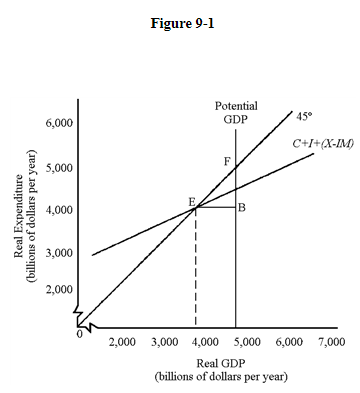 Figure 9-1
Potential
GDP
45°
C+I+(X-IM)
F
E
B
Real Expenditure
(billions of dollars per year)
6,000
5,000
4,000
3,000
2,000
0
2,000 3,000 4,000 5,000 6,000 7,000
Real GDP
(billions of dollars per year)